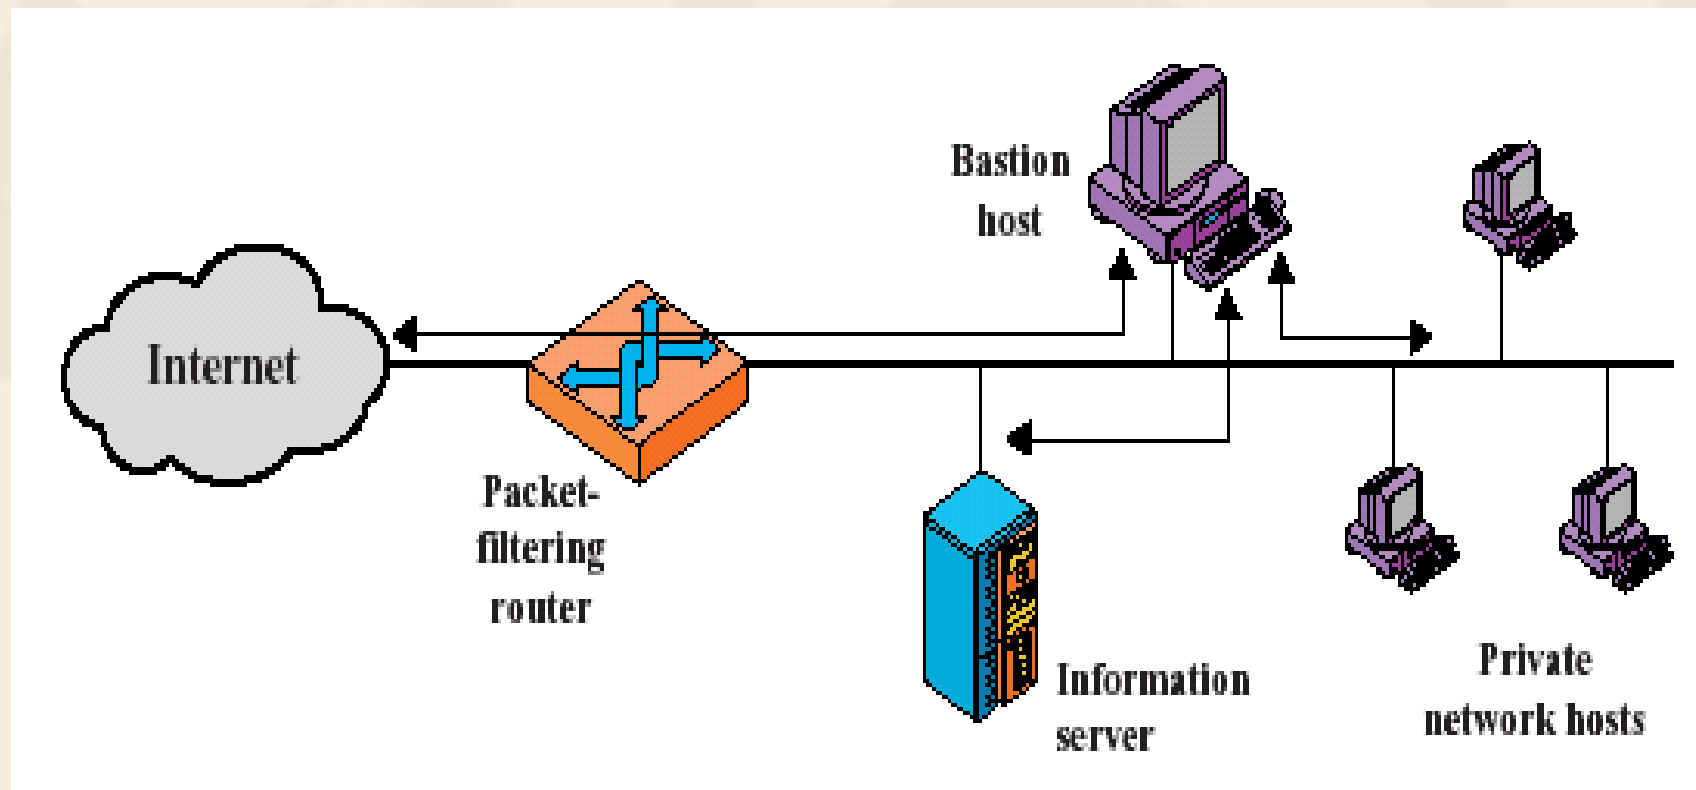 Bastion
host
Internet
Packet-
filtering
router
Information
server
Private
network hosts